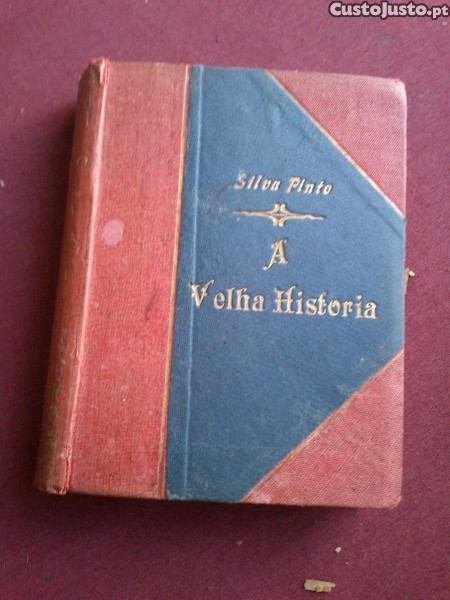 CustoJusto.pt
Silva Pinto
A
Velha Historia